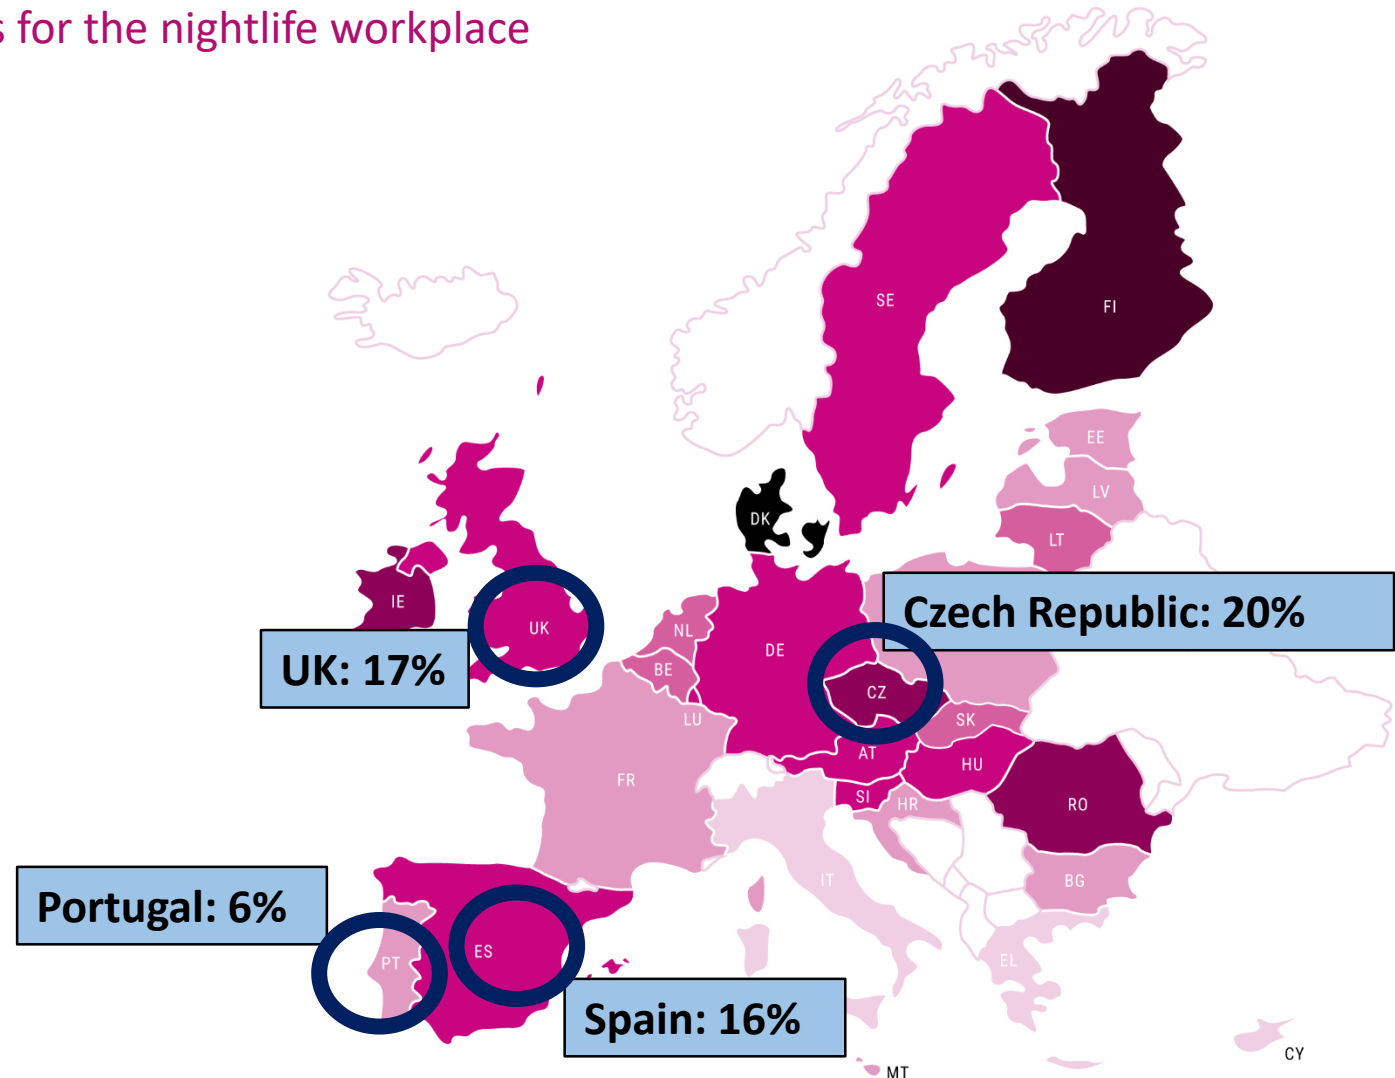 s for the nightlife workplace
SE
FI
EE
LV
DK
LT
IE
UK
NL
DE
Czech Republic: 20%
UK: 17%
BE
CZ
LU
SK
AT
HU
FR
SI
HR
RO
IT
BG
Portugal: 6%
PT
ES
EL
Spain: 16%
CY
MT